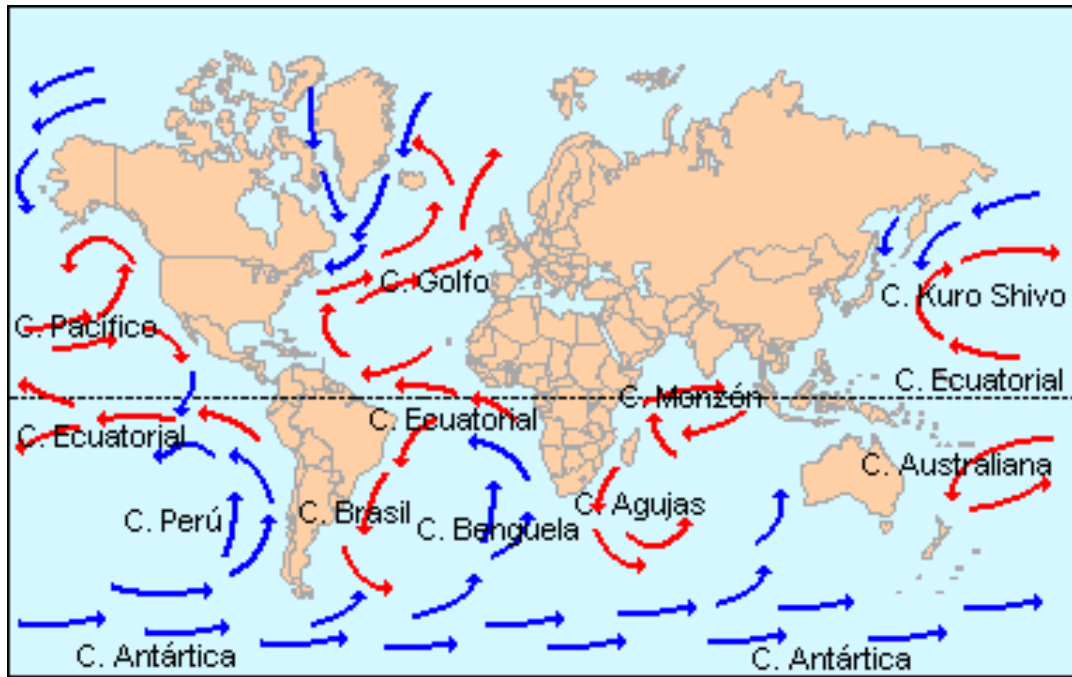 C. Golfo
C. Kuro Shivo
C. Pacífico
C. Ecuatorial
C. Monzón
C. Ecuatorial
C. Ecuatorial
C. Australiana
C. Agujas
C. Perú
C. Brasil
C. Benguela
C. Antártica
C. Antártica